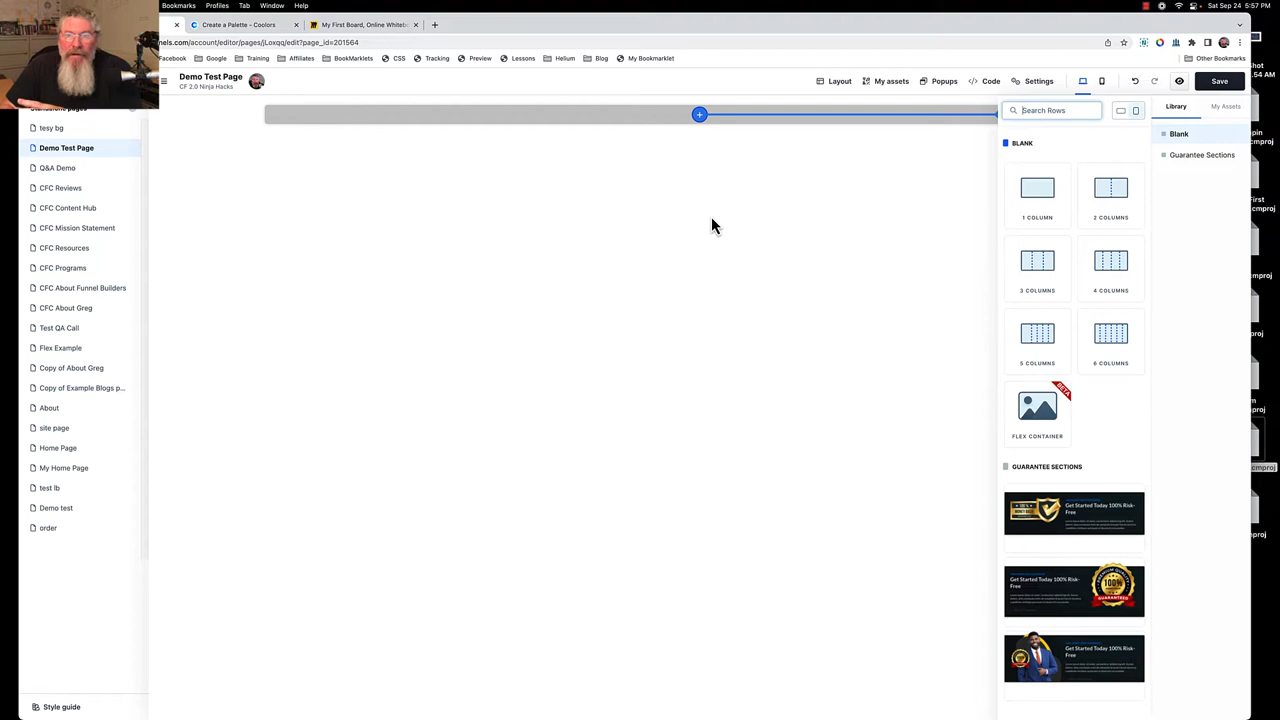 Bookmarks Profiles Tab Window Help
Sat Sep 24 5:57 PM
Create a Palette - Coolors
My First Board, Online Whiteb
nels.com/account/editor/pages/jLoxqq/edit?page_id=201564
Facebook Google Training Affiliates BookMarklets CSS Tracking Preview Lessons Helium Blog My Bookmarklet Other Bookmarks
Demo Test Page
CF 2.0 Ninja Hacks
Layout My assets Popups Code Settings Save
Search Rows
Library
My Assets
Blank
Guarantee Sections
BLANK
1 COLUMN
2 COLUMNS
3 COLUMNS
4 COLUMNS
5 COLUMNS
6 COLUMNS
BETA
FLEX CONTAINER
GUARANTEE SECTIONS
Get Started Today 100% Risk-
Free
Get Started Today 100% Risk-
Free
Get Started Today 100% Risk-
Free
tesy bg
Demo Test Page
Q&A Demo
CFC Reviews
CFC Content Hub
CFC Mission Statement
CFC Resources
CFC Programs
CFC About Funnel Builders
CFC About Greg
Test QA Call
Flex Example
Copy of About Greg
Copy of Example Blogs p...
About
site page
Home Page
My Home Page
test lb
Demo test
order
Style guide